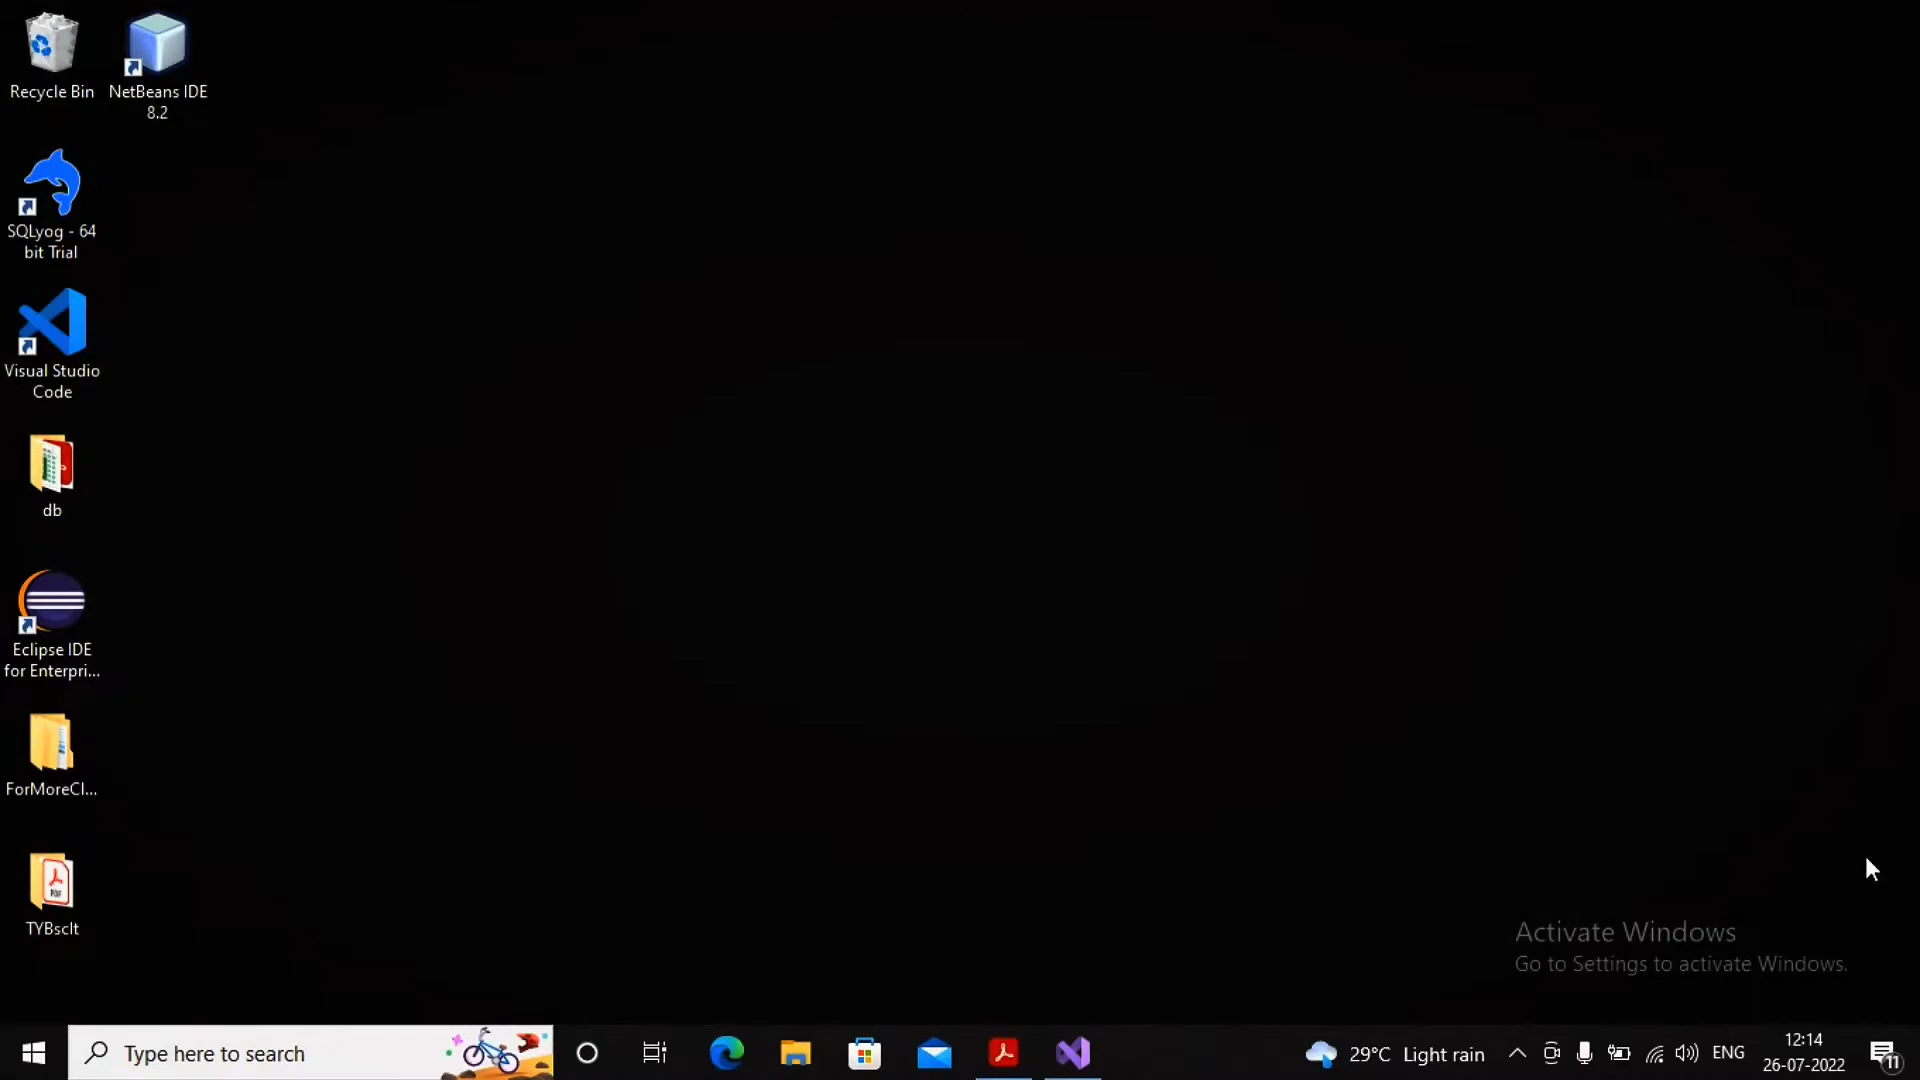 Recycle Bin
NetBeans IDE
8.2
SQLyog - 64
bit Trial
Visual Studio
Code
db
Eclipse IDE
for Enterpri...
ForMoreCl...
PDF
TYBscIt
Activate Windows
Go to Settings to activate Windows.
Type here to search
29°C Light rain
ENG
12:14
26-07-2022
11